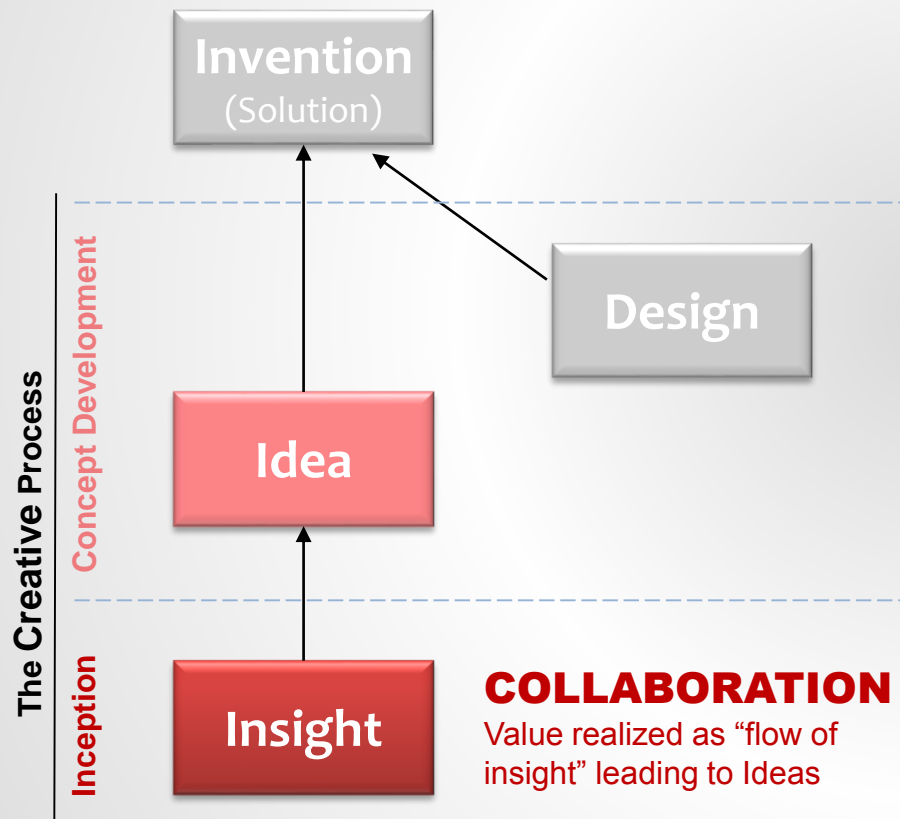 Invention
(Solution)
Design
Idea
Insight
The Creative Process
Concept Development
Inception
COLLABORATION
Value realized as “flow of
insight” leading to Ideas